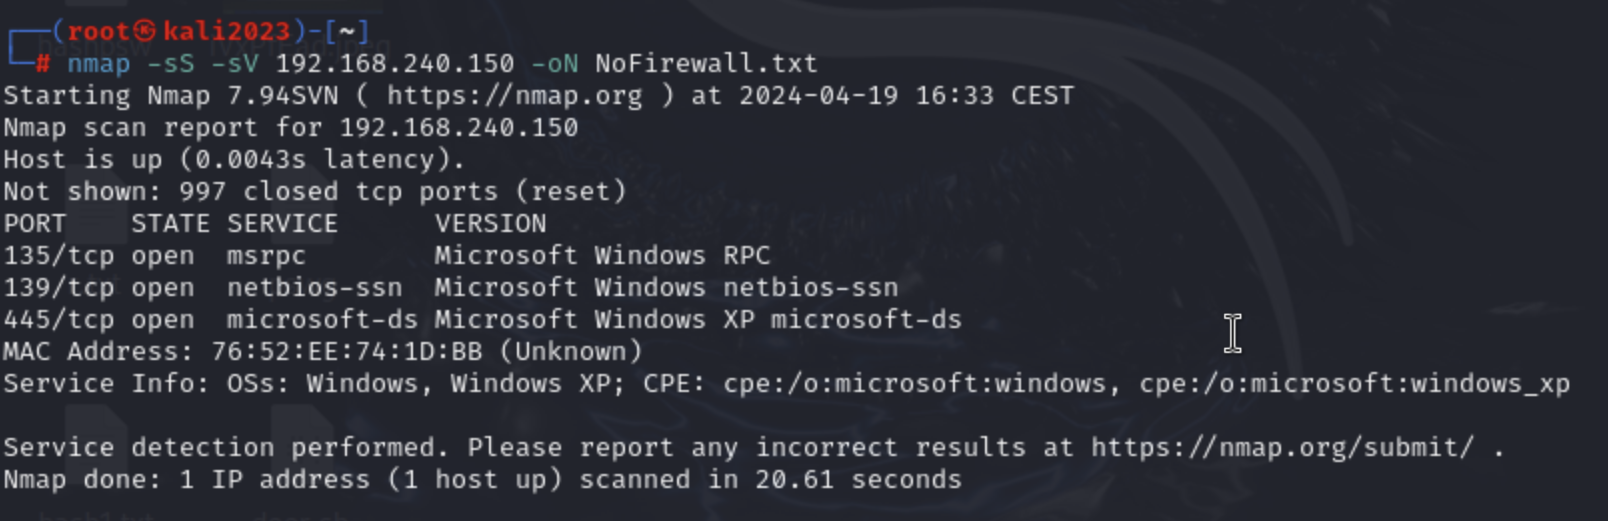 ┌──(root㉿kali2023)-[~]
└─# nmap -sS -sV 192.168.240.150 -oN NoFirewall.txt
Starting Nmap 7.94SVN ( https://nmap.org ) at 2024-04-19 16:33 CEST
Nmap scan report for 192.168.240.150
Host is up (0.0043s latency).
Not shown: 997 closed tcp ports (reset)
PORT    STATE SERVICE      VERSION
135/tcp open  msrpc        Microsoft Windows RPC
139/tcp open  netbios-ssn  Microsoft Windows netbios-ssn
445/tcp open  microsoft-ds Microsoft Windows XP microsoft-ds
MAC Address: 76:52:EE:74:1D:BB (Unknown)
Service Info: OSs: Windows, Windows XP; CPE: cpe:/o:microsoft:windows, cpe:/o:microsoft:windows_xp
Service detection performed. Please report any incorrect results at https://nmap.org/submit/ .
Nmap done: 1 IP address (1 host up) scanned in 20.61 seconds